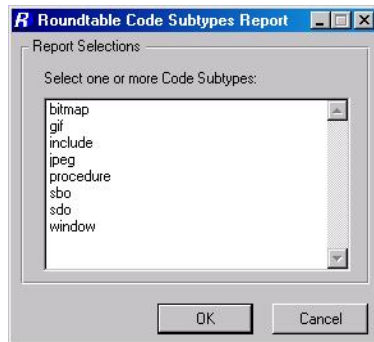 R Roundtable Code Subtypes Report
Report Selections
Select one or more Code Subtypes:
bitmap
gif
include
jpeg
procedure
sbo
sdo
window
OK Cancel